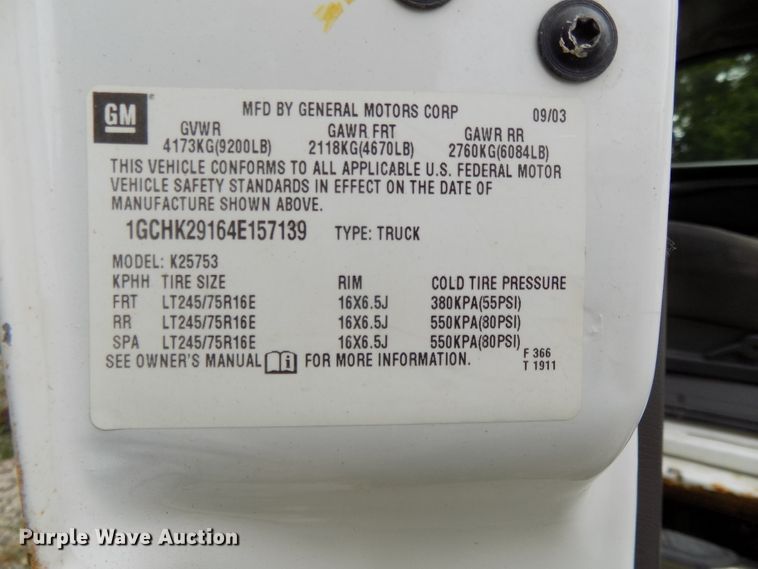 GM
MFD BY GENERAL MOTORS CORP 09/03
GVWR GAWR FRT GAWR RR
4173KG(9200LB) 2118KG(4670LB) 2760KG(6084LB)
THIS VEHICLE CONFORMS TO ALL APPLICABLE U.S. FEDERAL MOTOR
VEHICLE SAFETY STANDARDS IN EFFECT ON THE DATE OF
MANUFACTURE SHOWN ABOVE.
1GCHK29164E157139 TYPE: TRUCK
MODEL: K25753
KPHH TIRE SIZE RIM COLD TIRE PRESSURE
FRT LT245/75R16E 16X6.5J 380KPA(55PSI)
RR LT245/75R16E 16X6.5J 550KPA(80PSI)
SPA LT245/75R16E 16X6.5J 550KPA(80PSI)
SEE OWNER'S MANUAL i FOR MORE INFORMATION. F 366
T 1911
Purple Wave Auction